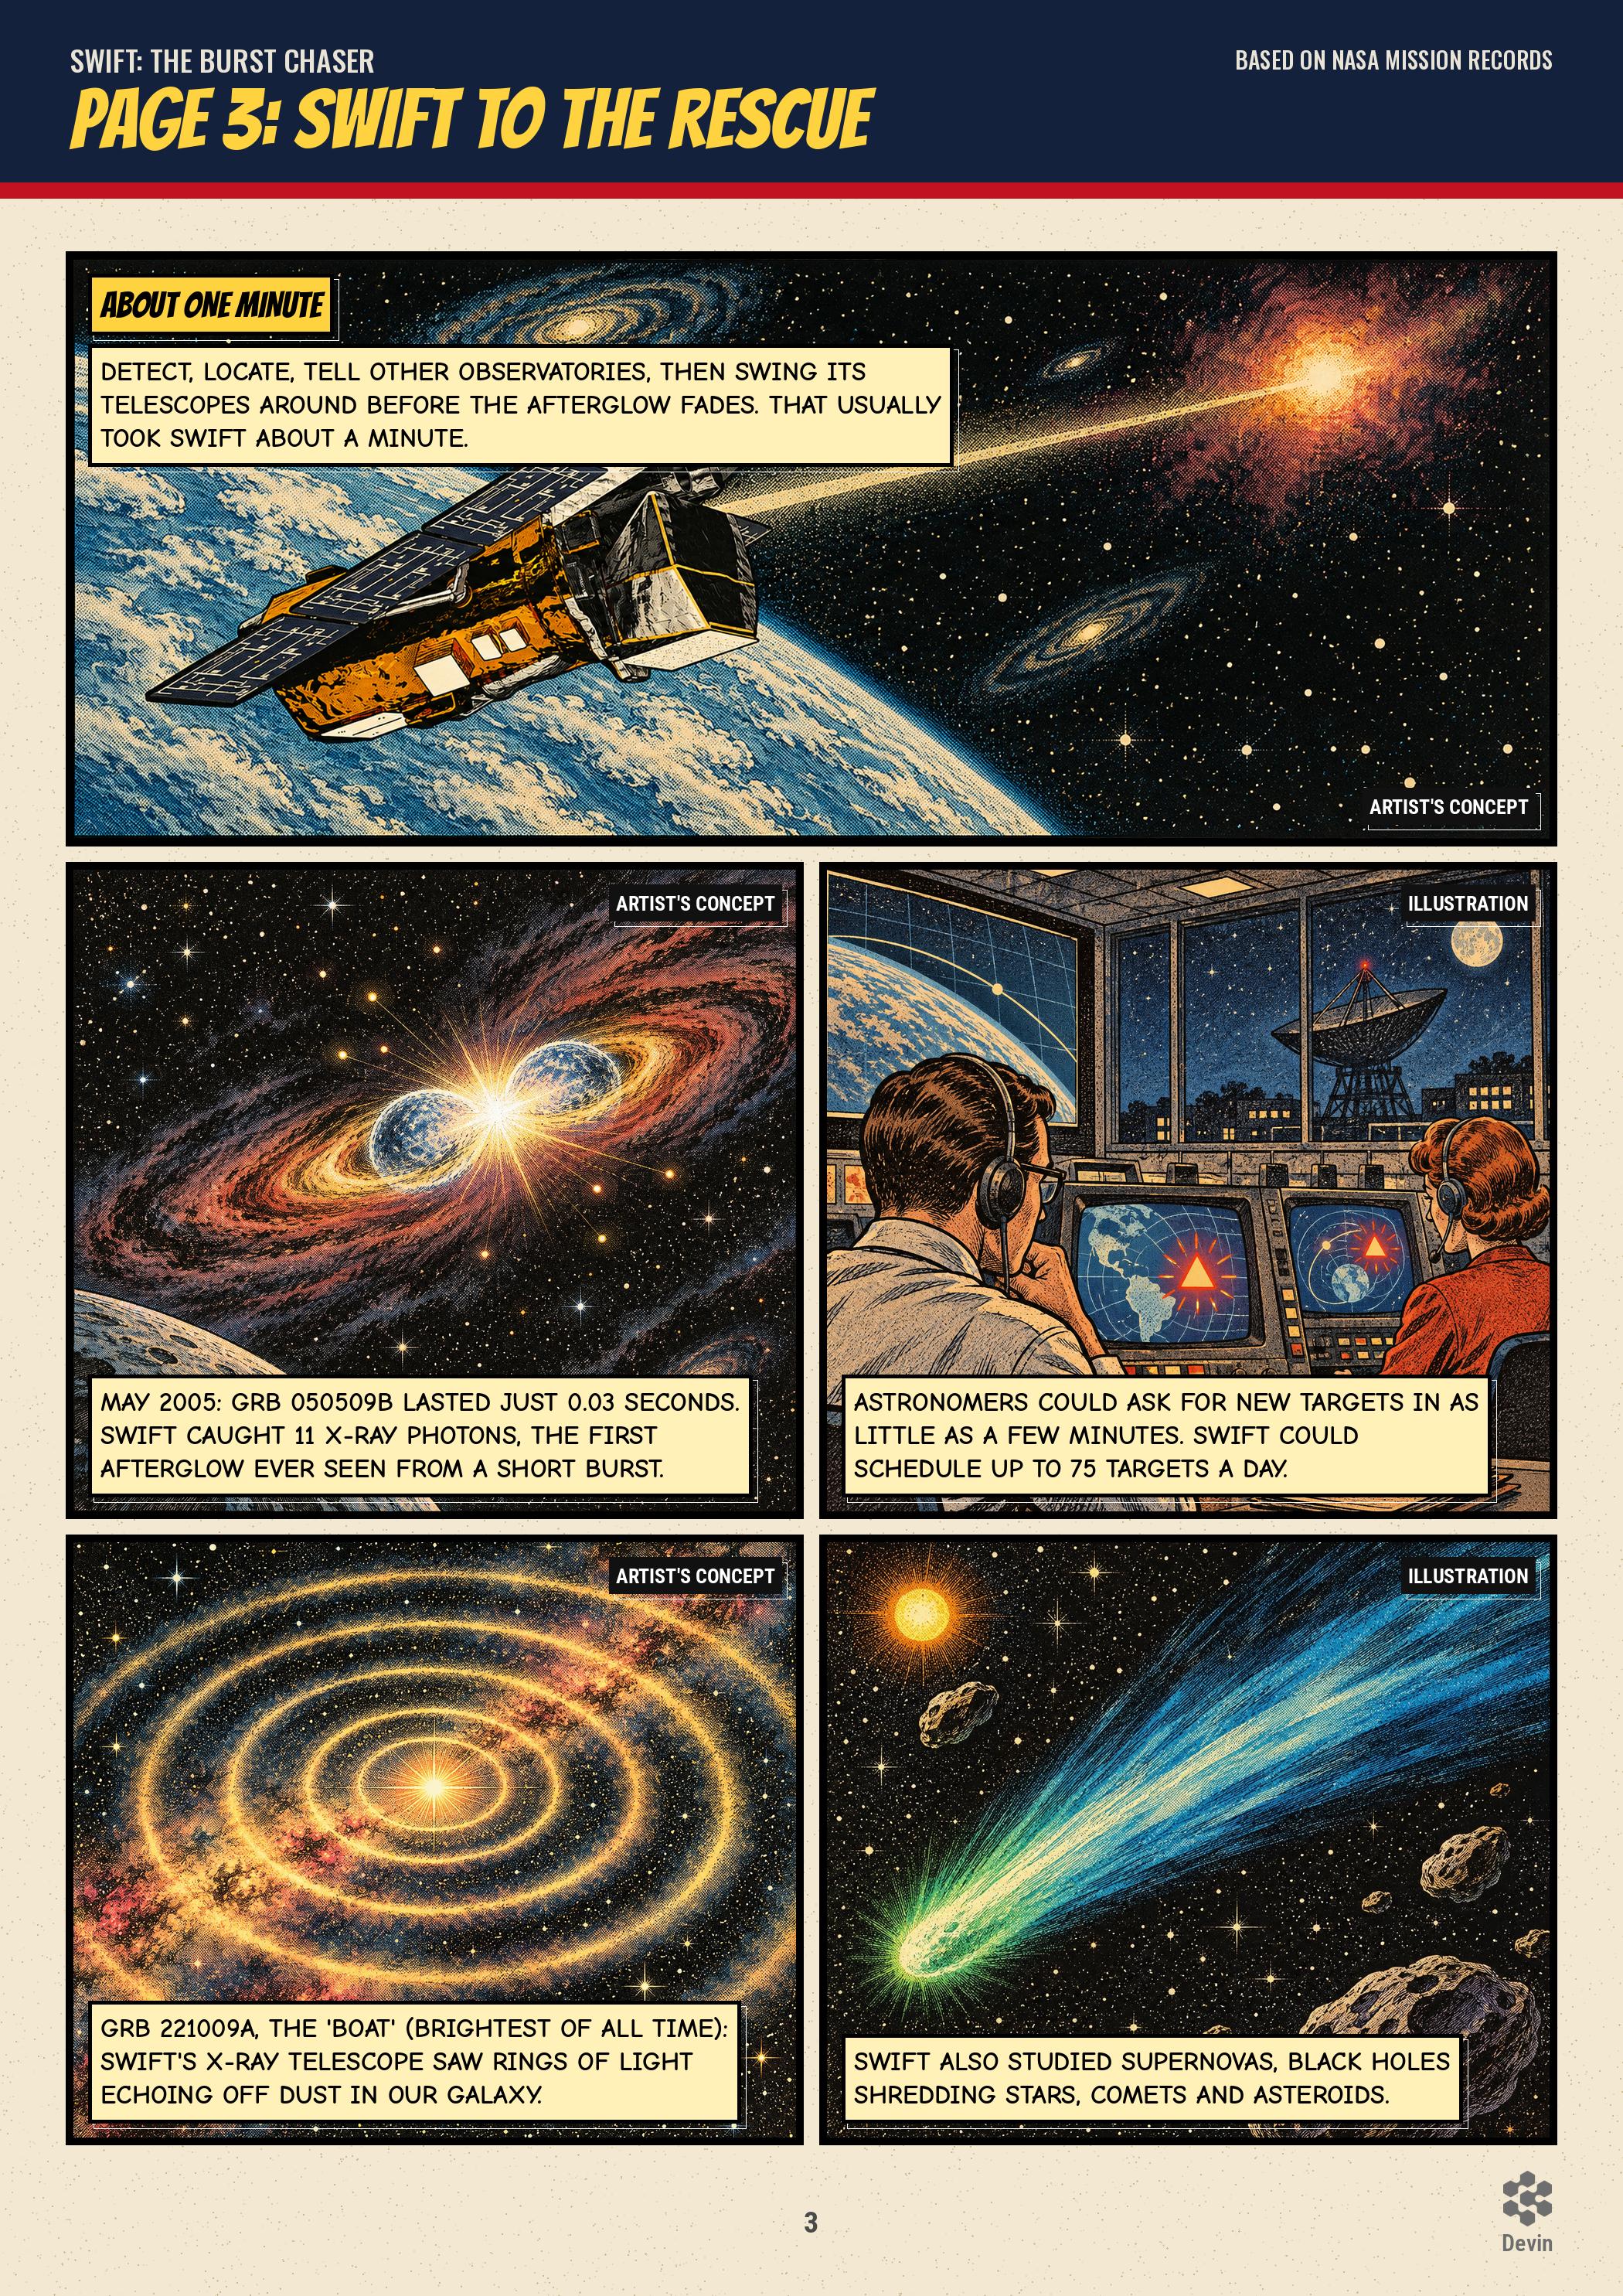 SWIFT: THE BURST CHASER
BASED ON NASA MISSION RECORDS
PAGE 3: SWIFT TO THE RESCUE
ABOUT ONE MINUTE
DETECT, LOCATE, TELL OTHER OBSERVATORIES, THEN SWING ITS
TELESCOPES AROUND BEFORE THE AFTERGLOW FADES. THAT USUALLY
TOOK SWIFT ABOUT A MINUTE.
ARTIST'S CONCEPT
ARTIST'S CONCEPT
MAY 2005: GRB 050509B LASTED JUST 0.03 SECONDS.
SWIFT CAUGHT 11 X-RAY PHOTONS, THE FIRST
AFTERGLOW EVER SEEN FROM A SHORT BURST.
ILLUSTRATION
ASTRONOMERS COULD ASK FOR NEW TARGETS IN AS
LITTLE AS A FEW MINUTES. SWIFT COULD
SCHEDULE UP TO 75 TARGETS A DAY.
ARTIST'S CONCEPT
GRB 221009A, THE 'BOAT' (BRIGHTEST OF ALL TIME):
SWIFT'S X-RAY TELESCOPE SAW RINGS OF LIGHT
ECHOING OFF DUST IN OUR GALAXY.
ILLUSTRATION
SWIFT ALSO STUDIED SUPERNOVAS, BLACK HOLES
SHREDDING STARS, COMETS AND ASTEROIDS.
3
Devin